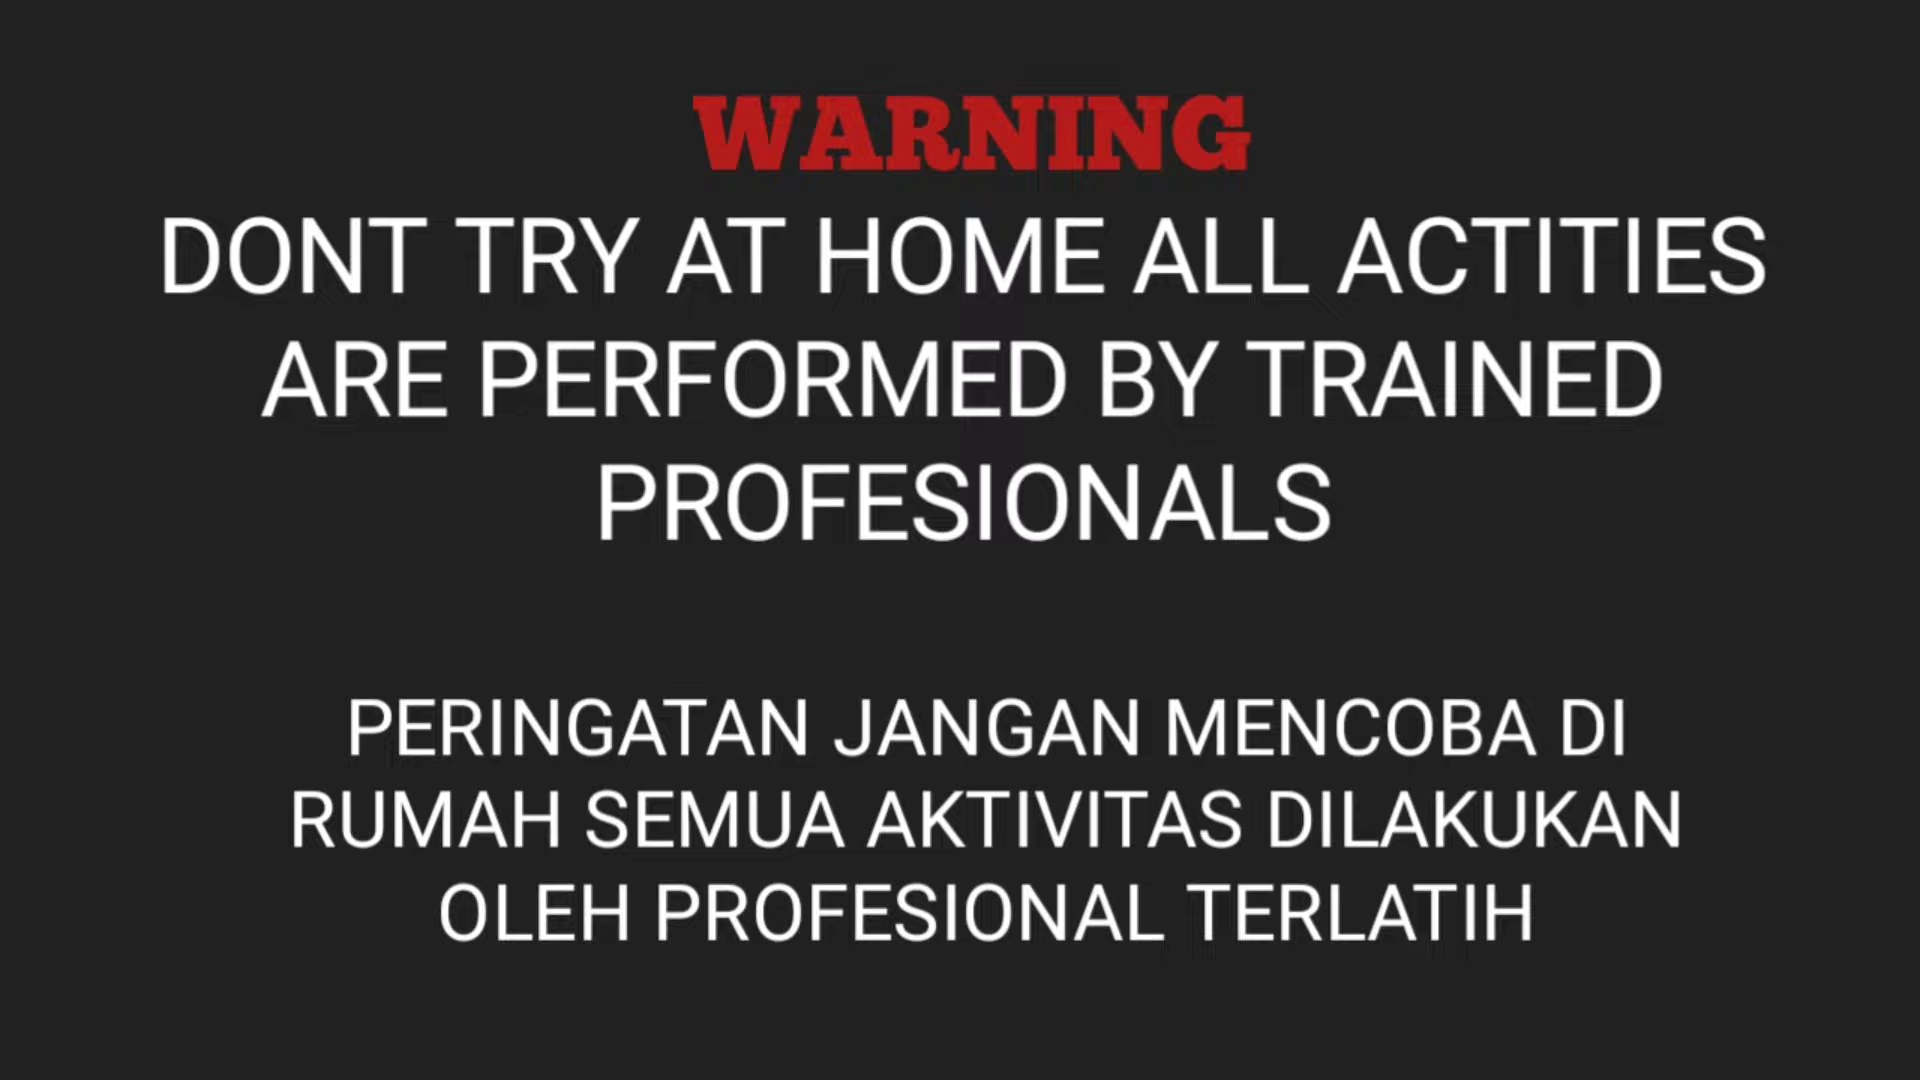 WARNING
DONT TRY AT HOME ALL ACTITIES
ARE PERFORMED BY TRAINED
PROFESIONALS
PERINGATAN JANGAN MENCOBA DI
RUMAH SEMUA AKTIVITAS DILAKUKAN
OLEH PROFESIONAL TERLATIH